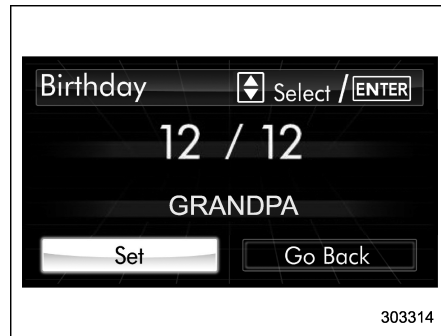 Birthday Select / ENTER
12 / 12
GRANDPA
Set Go Back
303314